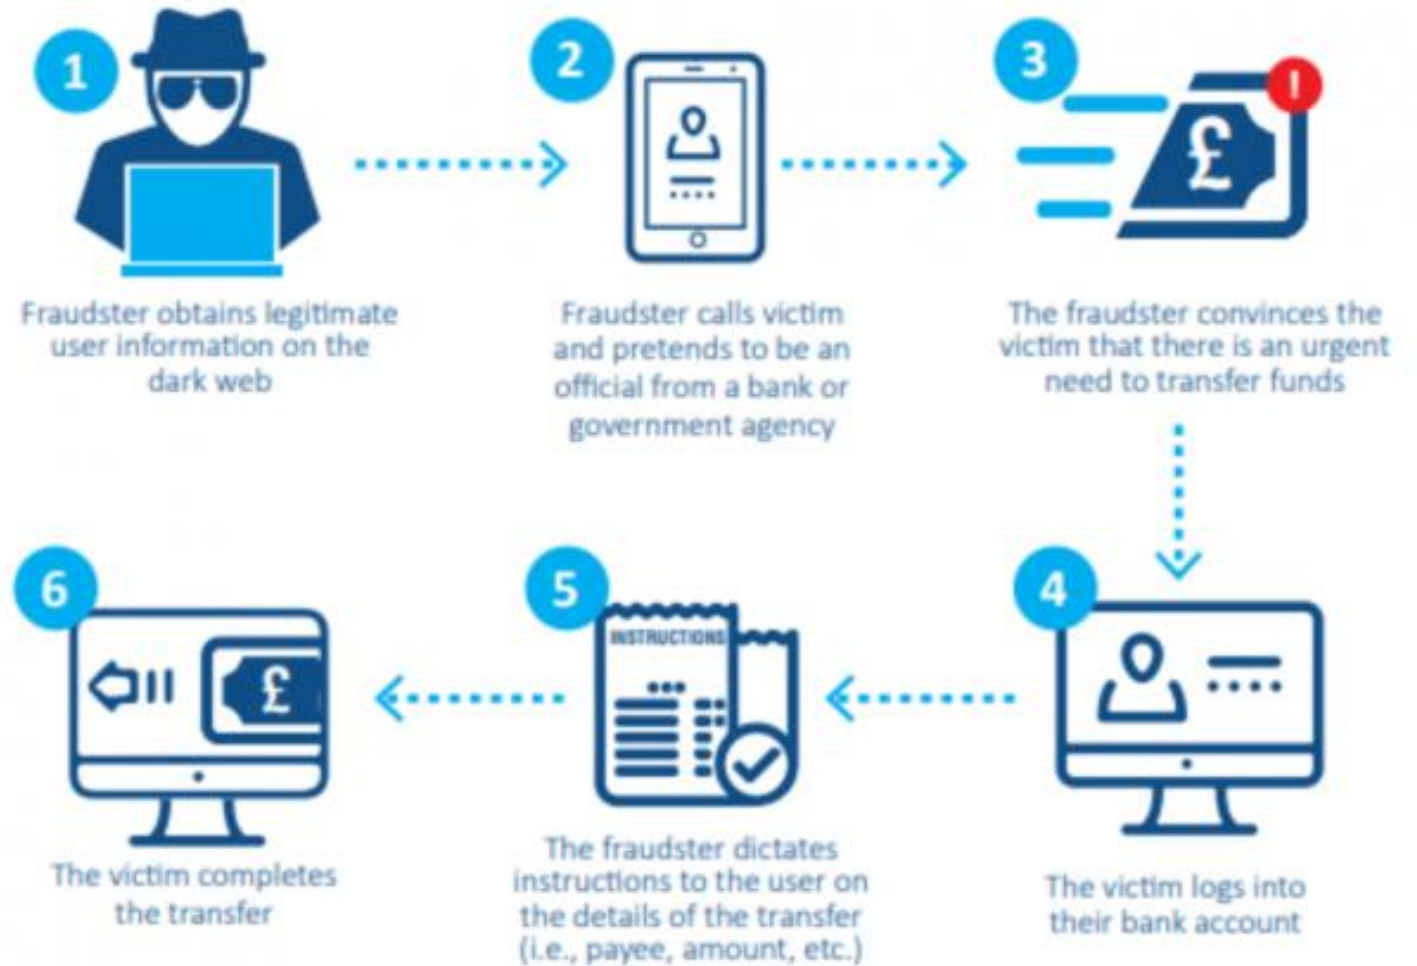 1
Fraudster obtains legitimate
user information on the
dark web
2
Fraudster calls victim
and pretends to be an
official from a bank or
government agency
3
!
£
The fraudster convinces the
victim that there is an urgent
need to transfer funds
4
The victim logs into
their bank account
5
INSTRUCTIONS
The fraudster dictates
instructions to the user on
the details of the transfer
(i.e., payee, amount, etc.)
6
£
The victim completes
the transfer